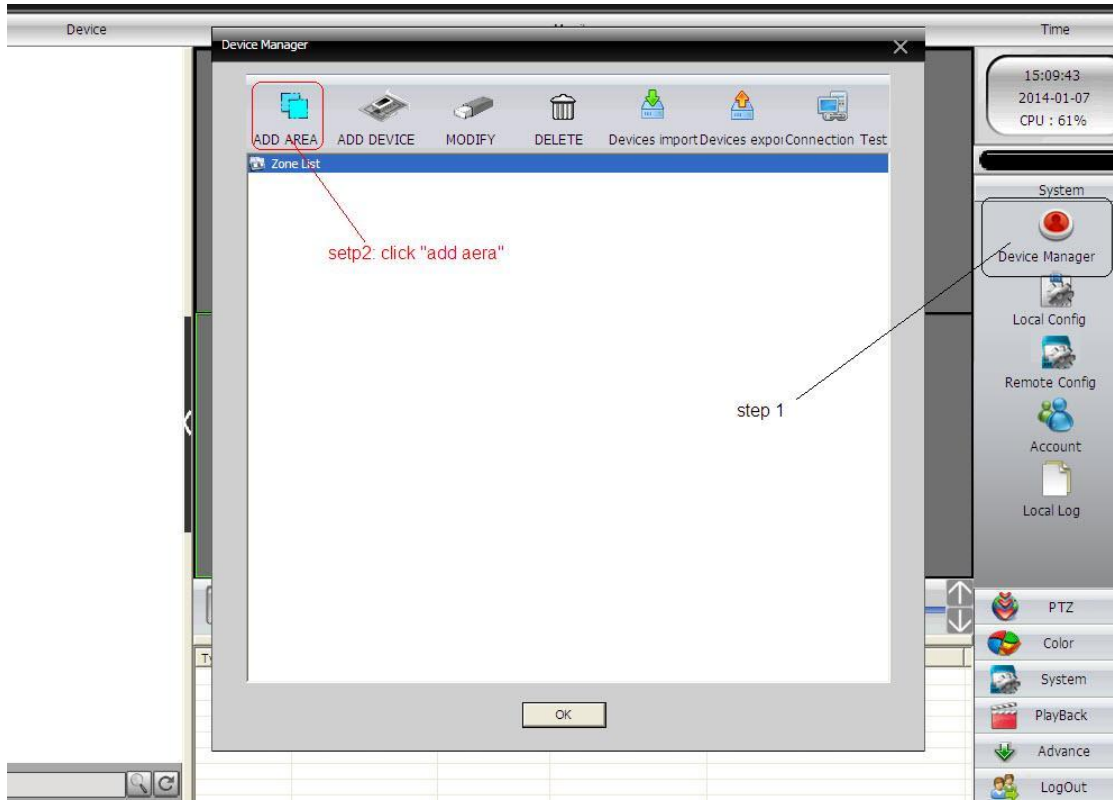 Device
Time
Device Manager
15:09:43
2014-01-07
CPU : 61%
ADD AREA
ADD DEVICE
MODIFY
DELETE
Devices import
Devices expor
Connection Test
Zone List
System
Device Manager
setp2: click "add aera"
Local Config
Remote Config
step 1
Account
Local Log
PTZ
Color
System
OK
PlayBack
Advance
LogOut